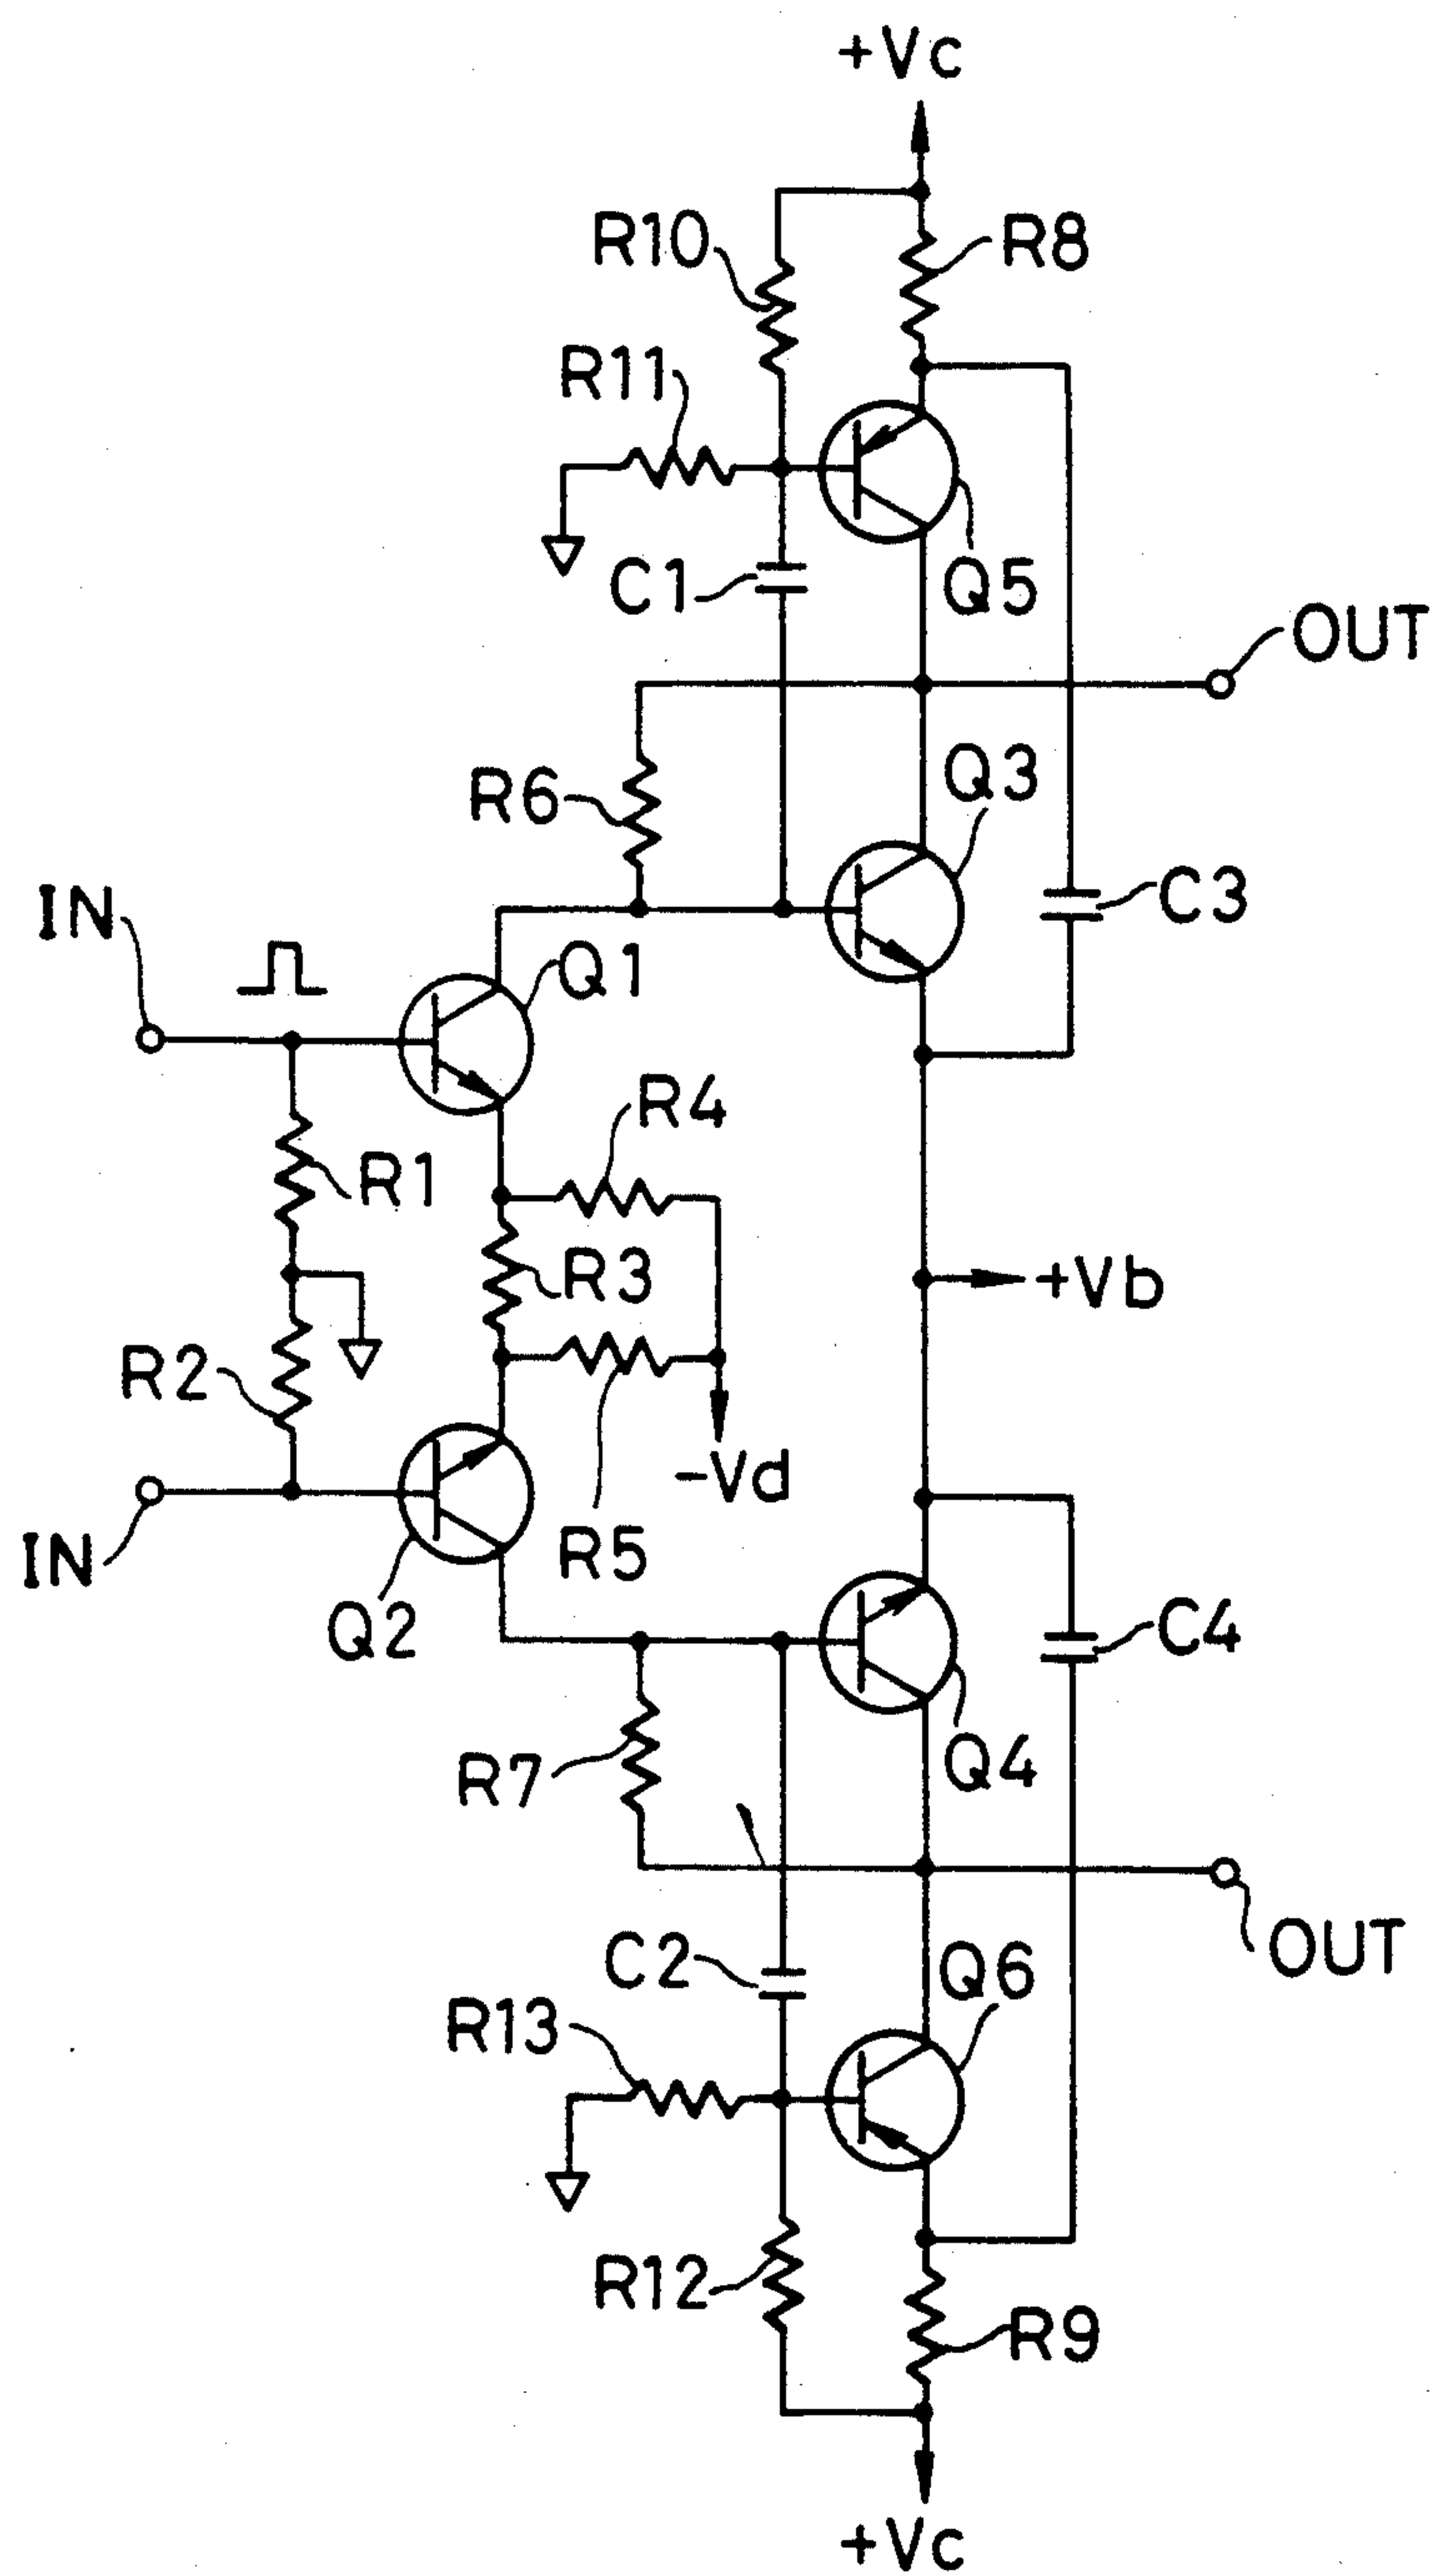 +Vc
R10
R8
R11
C1
Q5
OUT
R6
Q3
C3
IN
Q1
R4
R1
R3
+Vb
R2
-Vd
IN
R5
Q2
C4
R7
Q4
C2
Q6
OUT
R13
R12
R9
+Vc